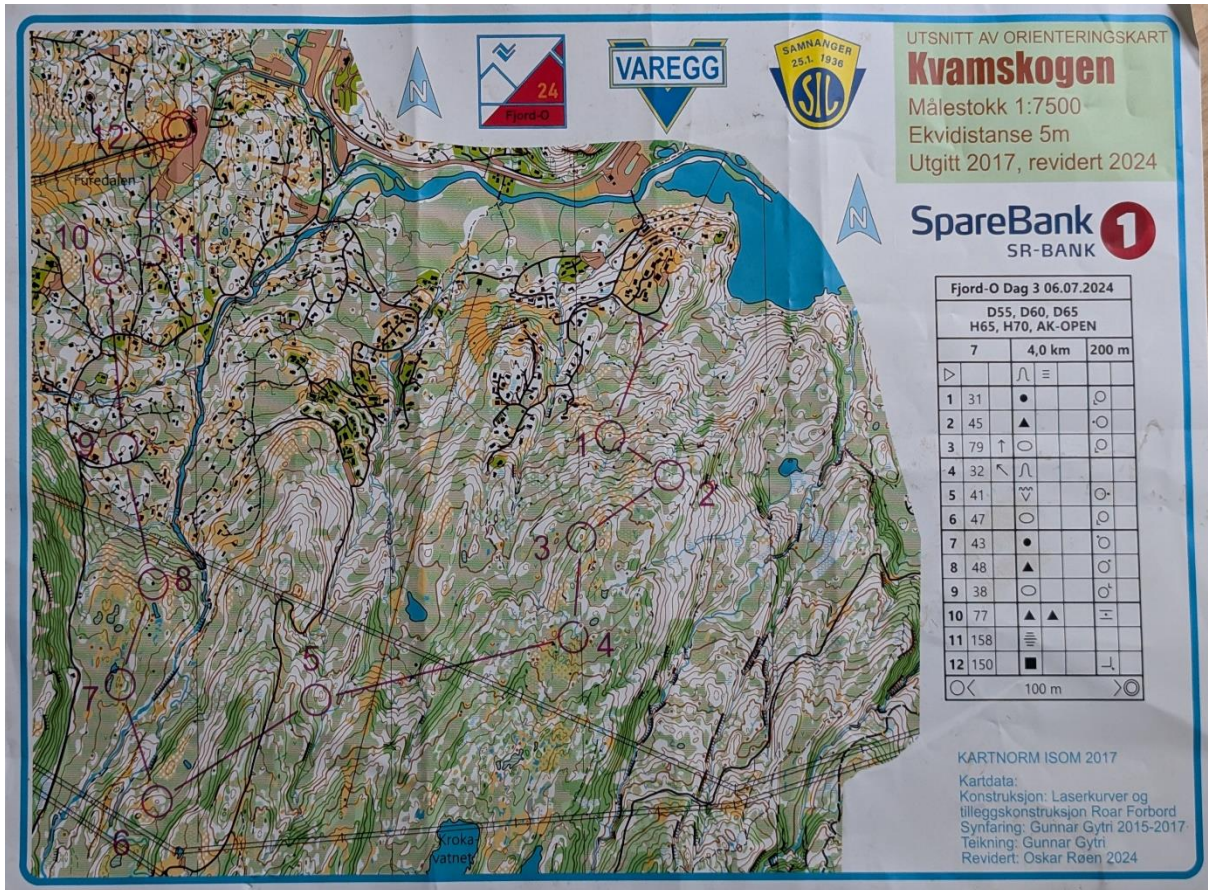 UTSNITT AV ORIENTERINGSKART
Kvamskogen
Målestokk 1:7500
Ekvidistanse 5m
Utgitt 2017, revidert 2024
N
24
Fjord-O
VAREGG
V
SAMNANGER
25.1. 1936
SIL
N
SpareBank 1
SR-BANK
Fjord-O Dag 3 06.07.2024
D55, D60, D65
H65, H70, AK-OPEN
7 4,0 km 200 m
1 31
2 45
3 79
4 32
5 41
6 47
7 43
8 48
9 38
10 77
11 158
12 150
100 m
12
Furedalen
10
11
9
1
2
3
8
4
5
7
6
Kroka-
vatnet
KARTNORM ISOM 2017
Kartdata:
Konstruksjon: Laserkurver og
tilleggskonstruksjon Roar Forbord
Synfaring: Gunnar Gytri 2015-2017
Teikning: Gunnar Gytri
Revidert: Oskar Røen 2024